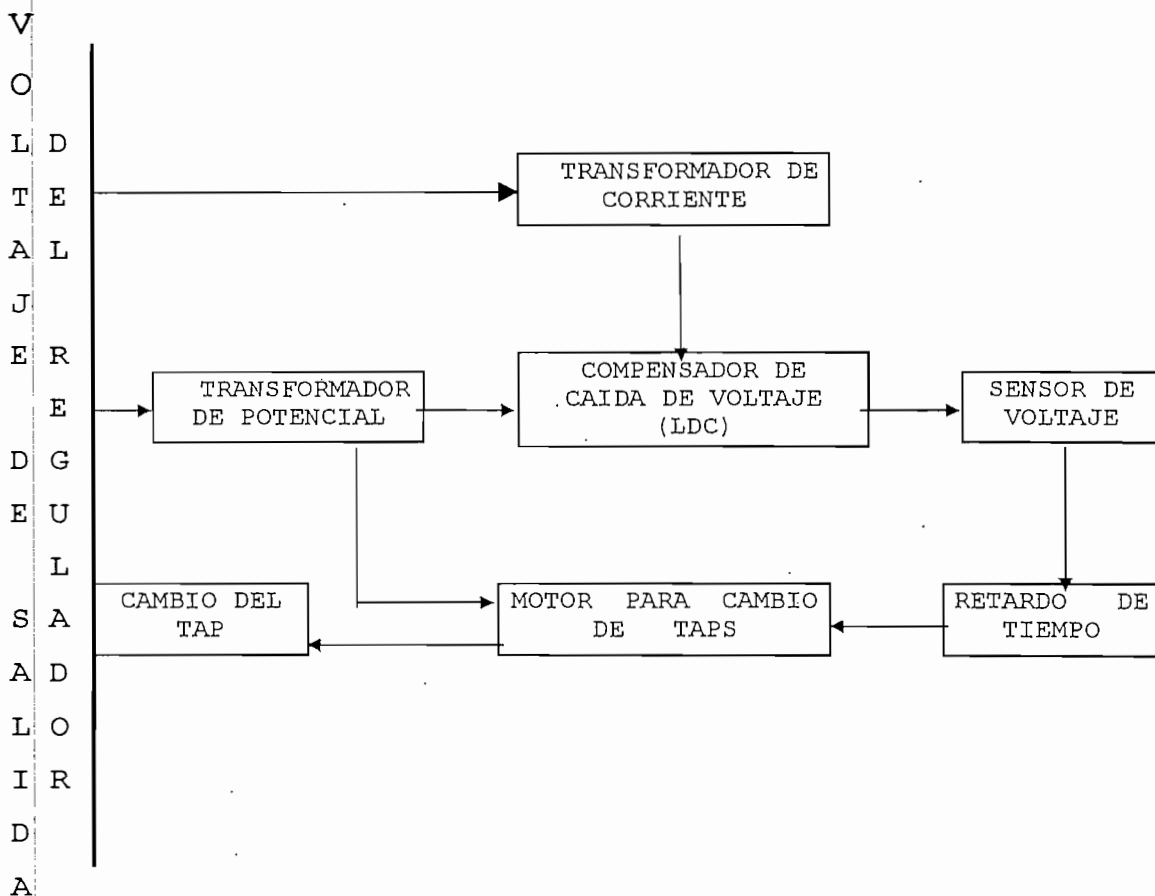 VOLTAJE DE SALIDA
DEL REGULADOR
TRANSFORMADOR DE
CORRIENTE
TRANSFORMADOR
DE POTENCIAL
COMPENSADOR DE
CAIDA DE VOLTAJE
(LDC)
SENSOR DE
VOLTAJE
CAMBIO DEL
TAP
MOTOR PARA CAMBIO
DE TAPS
RETARDO DE
TIEMPO